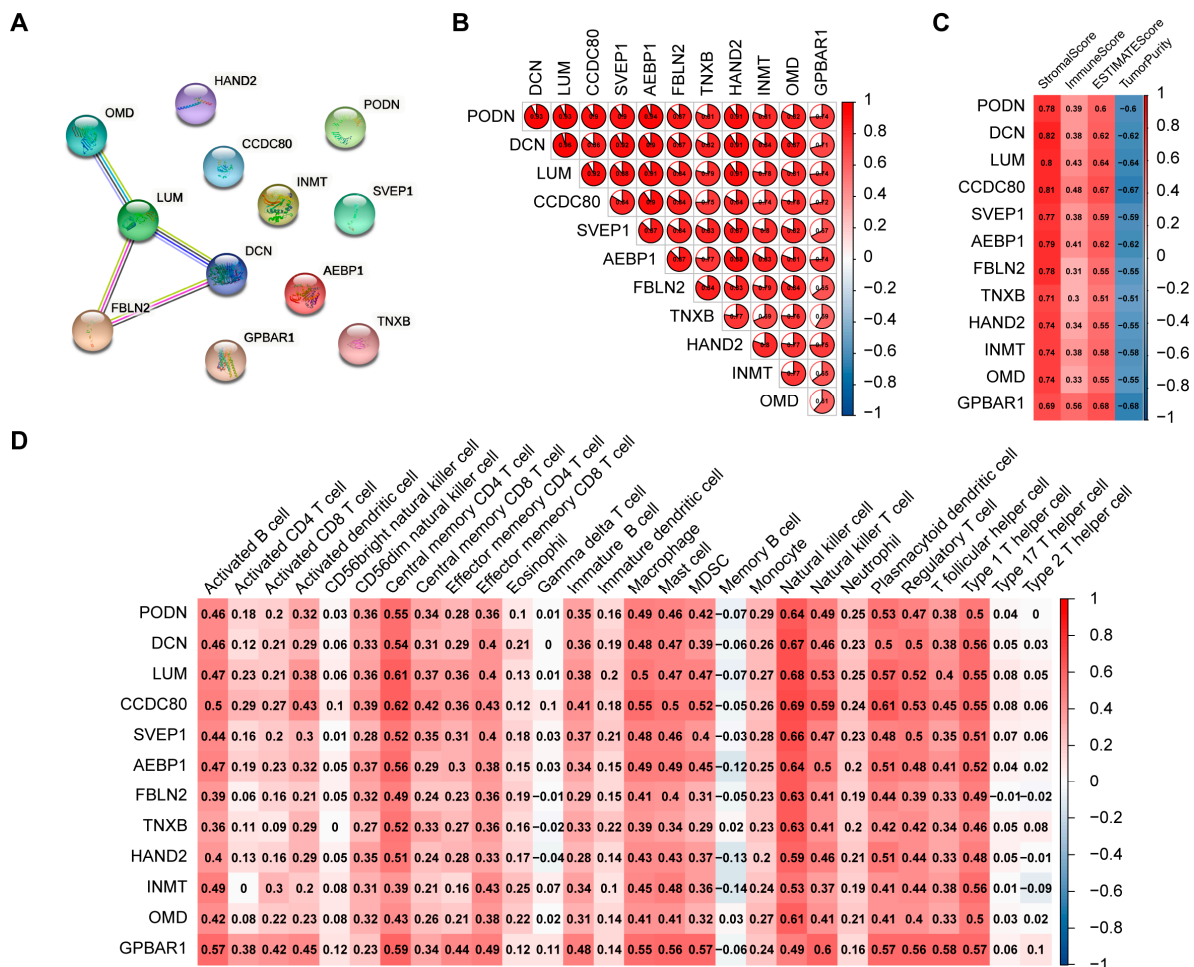 A
HAND2
PODN
OMD
CCDC80
LUM
INMT
SVEP1
DCN
AEBP1
FBLN2
TNXB
GPBAR1
B
DCN LUM CCDC80 SVEP1 AEBP1 FBLN2 TNXB HAND2 INMT OMD GPBAR1
PODN
DCN
LUM
CCDC80
SVEP1
AEBP1
FBLN2
TNXB
HAND2
INMT
OMD
1
0.8
0.6
0.4
0.2
0
−0.2
−0.4
−0.6
−0.8
−1
C
StromalScore ImmuneScore ESTIMATEScore TumorPurity
PODN 0.78 0.39 0.6 −0.6
DCN 0.82 0.38 0.62 −0.62
LUM 0.8 0.43 0.64 −0.64
CCDC80 0.81 0.48 0.67 −0.67
SVEP1 0.77 0.38 0.59 −0.59
AEBP1 0.79 0.41 0.62 −0.62
FBLN2 0.78 0.31 0.55 −0.55
TNXB 0.71 0.3 0.51 −0.51
HAND2 0.74 0.34 0.55 −0.55
INMT 0.74 0.38 0.58 −0.58
OMD 0.74 0.33 0.55 −0.55
GPBAR1 0.69 0.56 0.68 −0.68
1
0.8
0.6
0.4
0.2
0
−0.2
−0.4
−0.6
−0.8
−1
D
Activated B cell
Activated CD4 T cell
Activated CD8 T cell
Activated dendritic cell
CD56bright natural killer cell
CD56dim natural killer cell
Central memory CD4 T cell
Central memory CD8 T cell
Effector memeory CD4 T cell
Effector memeory CD8 T cell
Eosinophil
Gamma delta T cell
Immature B cell
Immature dendritic cell
Macrophage
Mast cell
MDSC
Memory B cell
Monocyte
Natural killer cell
Natural killer T cell
Neutrophil
Plasmacytoid dendritic cell
Regulatory T cell
T follicular helper cell
Type 1 T helper cell
Type 17 T helper cell
Type 2 T helper cell
PODN 0.46 0.18 0.2 0.32 0.03 0.36 0.55 0.34 0.28 0.36 0.1 0.01 0.35 0.16 0.49 0.46 0.42 −0.07 0.29 0.64 0.49 0.25 0.53 0.47 0.38 0.5 0.04 0
DCN 0.46 0.12 0.21 0.29 0.06 0.33 0.54 0.31 0.29 0.4 0.21 0 0.36 0.19 0.48 0.47 0.39 −0.06 0.26 0.67 0.46 0.23 0.5 0.5 0.38 0.56 0.05 0.03
LUM 0.47 0.23 0.21 0.38 0.06 0.36 0.61 0.37 0.36 0.4 0.13 0.01 0.38 0.2 0.5 0.47 0.47 −0.07 0.27 0.68 0.53 0.25 0.57 0.52 0.4 0.55 0.08 0.05
CCDC80 0.5 0.29 0.27 0.43 0.1 0.39 0.62 0.42 0.36 0.43 0.12 0.1 0.41 0.18 0.55 0.5 0.52 −0.05 0.26 0.69 0.59 0.24 0.61 0.53 0.45 0.55 0.08 0.06
SVEP1 0.44 0.16 0.2 0.3 0.01 0.28 0.52 0.35 0.31 0.4 0.18 0.03 0.37 0.21 0.48 0.46 0.4 −0.03 0.28 0.66 0.47 0.23 0.48 0.5 0.35 0.51 0.07 0.06
AEBP1 0.47 0.19 0.23 0.32 0.05 0.37 0.56 0.29 0.3 0.38 0.15 0.03 0.34 0.15 0.49 0.49 0.45 −0.12 0.25 0.64 0.5 0.2 0.51 0.48 0.41 0.52 0.04 0.02
FBLN2 0.39 0.06 0.16 0.21 0.05 0.32 0.49 0.24 0.23 0.36 0.19 −0.01 0.29 0.15 0.41 0.4 0.31 −0.05 0.23 0.63 0.41 0.19 0.44 0.39 0.33 0.49 −0.01 −0.02
TNXB 0.36 0.11 0.09 0.29 0 0.27 0.52 0.33 0.27 0.36 0.16 −0.02 0.33 0.22 0.39 0.34 0.29 0.02 0.23 0.63 0.41 0.2 0.42 0.42 0.34 0.46 0.05 0.08
HAND2 0.4 0.13 0.16 0.29 0.05 0.35 0.51 0.24 0.28 0.33 0.17 −0.04 0.28 0.14 0.43 0.43 0.37 −0.13 0.2 0.59 0.46 0.21 0.51 0.44 0.33 0.48 0.05 −0.01
INMT 0.49 0 0.3 0.2 0.08 0.31 0.39 0.21 0.16 0.43 0.25 0.07 0.34 0.1 0.45 0.48 0.36 −0.14 0.24 0.53 0.37 0.19 0.41 0.44 0.38 0.56 0.01 −0.09
OMD 0.42 0.08 0.22 0.23 0.08 0.32 0.43 0.26 0.21 0.38 0.22 0.02 0.31 0.14 0.41 0.41 0.32 0.03 0.27 0.61 0.41 0.21 0.41 0.4 0.33 0.5 0.03 0.02
GPBAR1 0.57 0.38 0.42 0.45 0.12 0.23 0.59 0.34 0.44 0.49 0.12 0.11 0.48 0.14 0.55 0.56 0.57 −0.06 0.24 0.49 0.6 0.16 0.57 0.56 0.58 0.57 0.06 0.1
1
0.8
0.6
0.4
0.2
0
−0.2
−0.4
−0.6
−0.8
−1